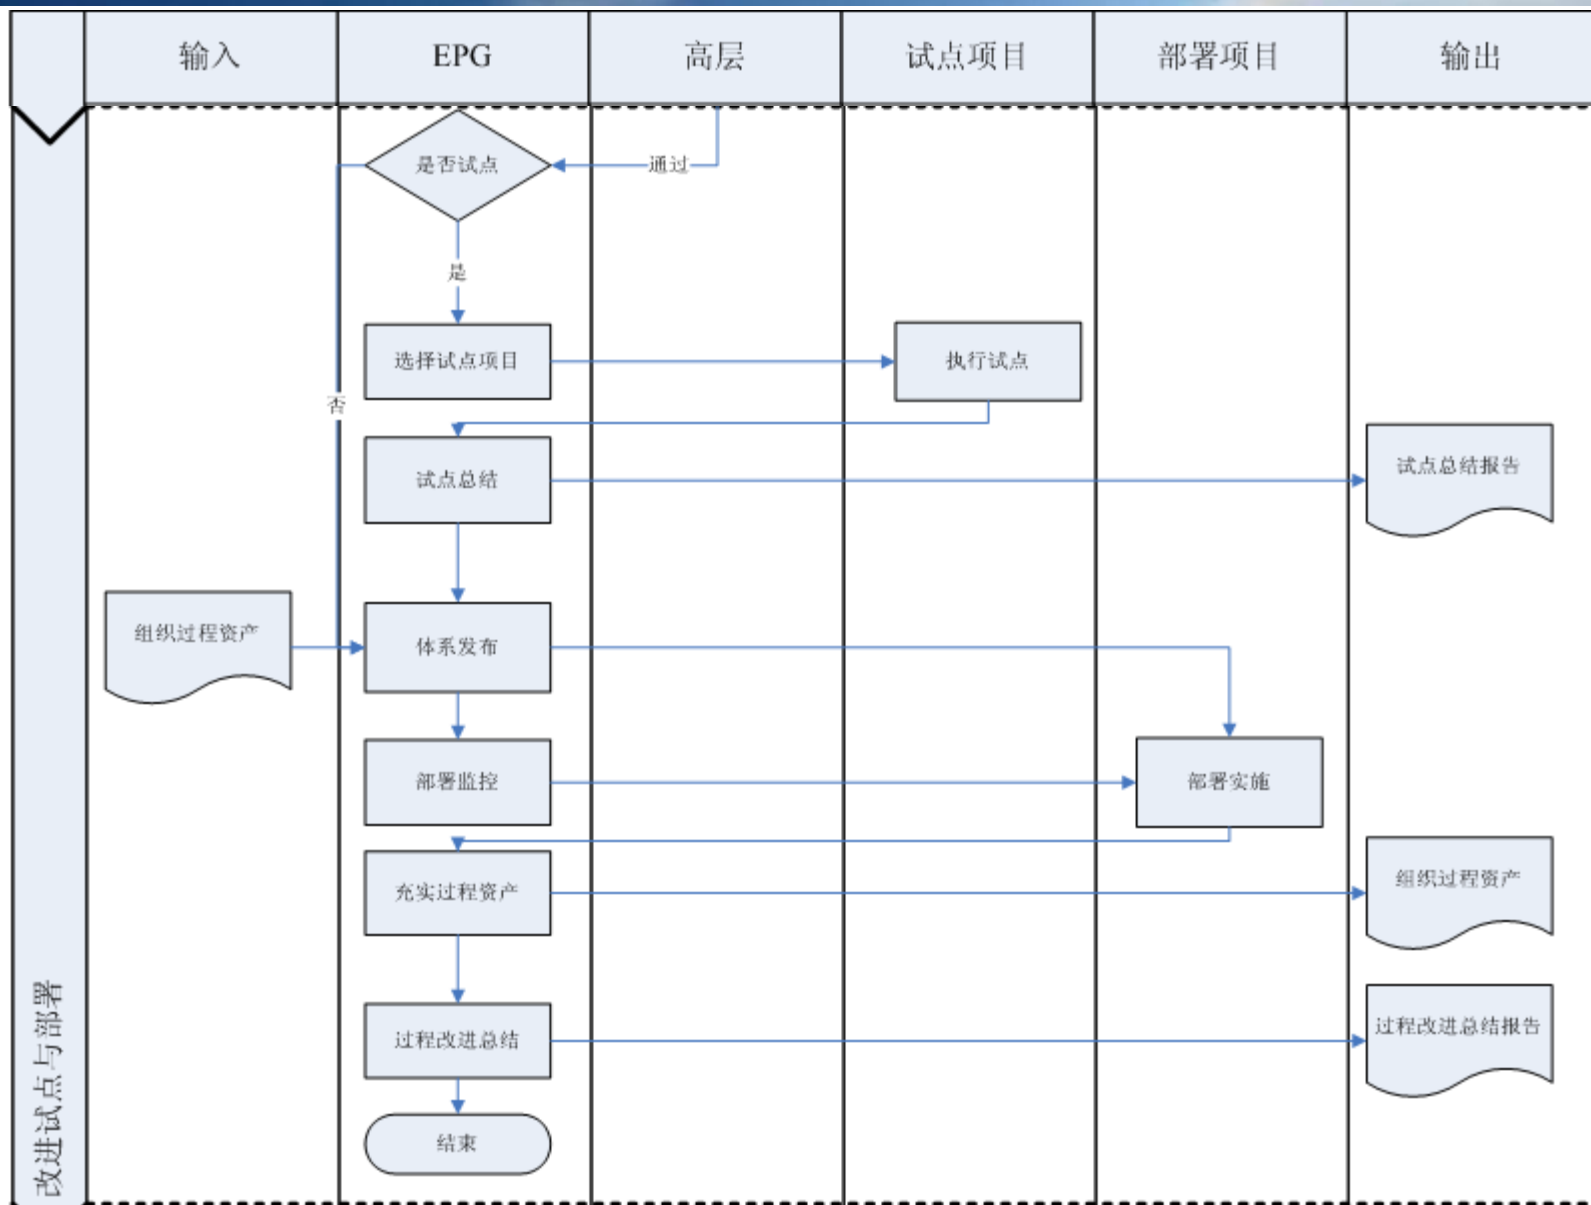 输入
EPG
高层
试点项目
部署项目
输出
是否试点
通过
是
选择试点项目
执行试点
否
试点总结
试点总结报告
组织过程资产
体系发布
部署监控
部署实施
充实过程资产
组织过程资产
过程改进总结
过程改进总结报告
结束
改进试点与部署